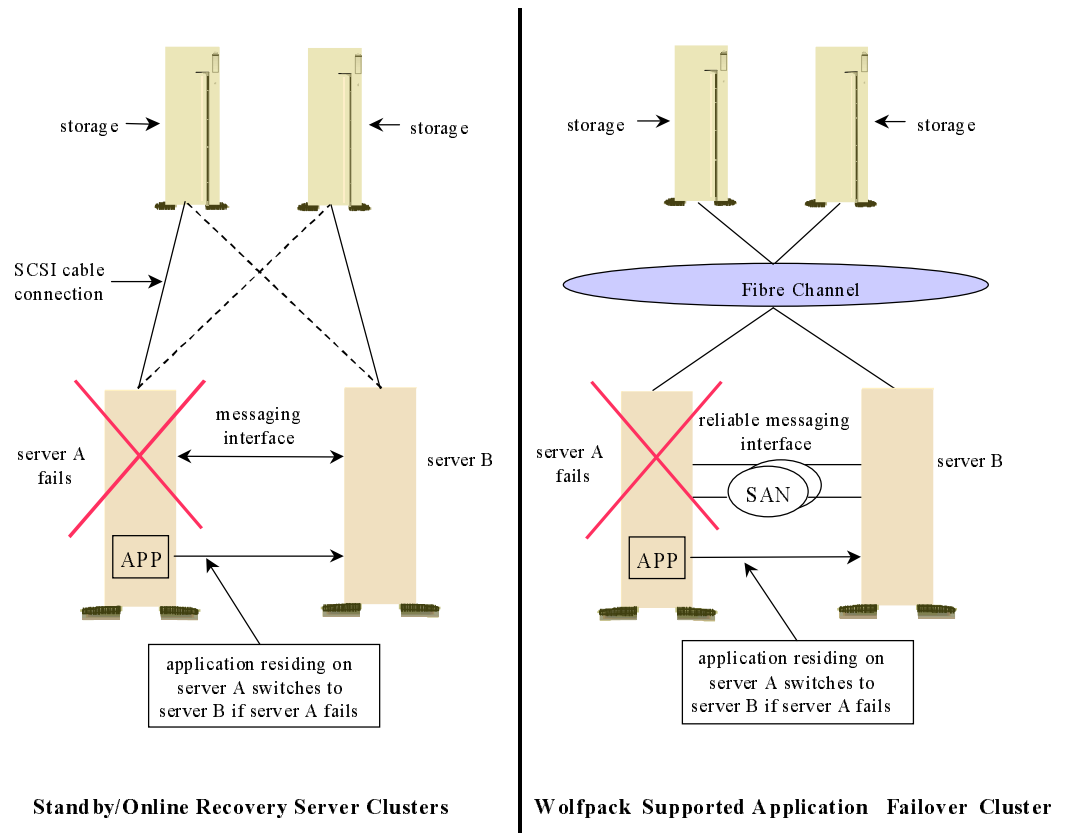 storage
storage
SCSI cable
connection
messaging
interface
server A
fails
server B
APP
application residing on
server A switches to
server B if server A fails
Standby/Online Recovery Server Clusters
storage
storage
Fibre Channel
reliable messaging
interface
server A
fails
server B
SAN
APP
application residing on
server A switches to
server B if server A fails
Wolfpack Supported Application Failover Cluster